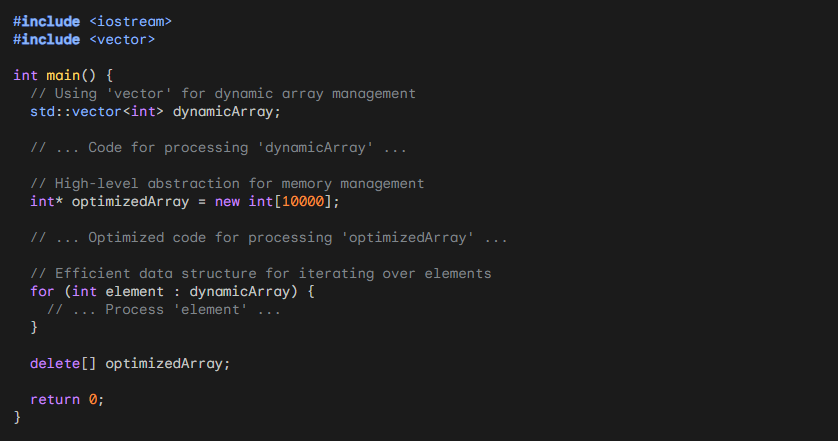 #include <iostream>
#include <vector>
int main() {
// Using 'vector' for dynamic array management
std::vector<int> dynamicArray;
// ... Code for processing 'dynamicArray' ...
// High-level abstraction for memory management
int* optimizedArray = new int[10000];
// ... Optimized code for processing 'optimizedArray' ...
// Efficient data structure for iterating over elements
for (int element : dynamicArray) {
// ... Process 'element' ...
}
delete[] optimizedArray;
return 0;
}